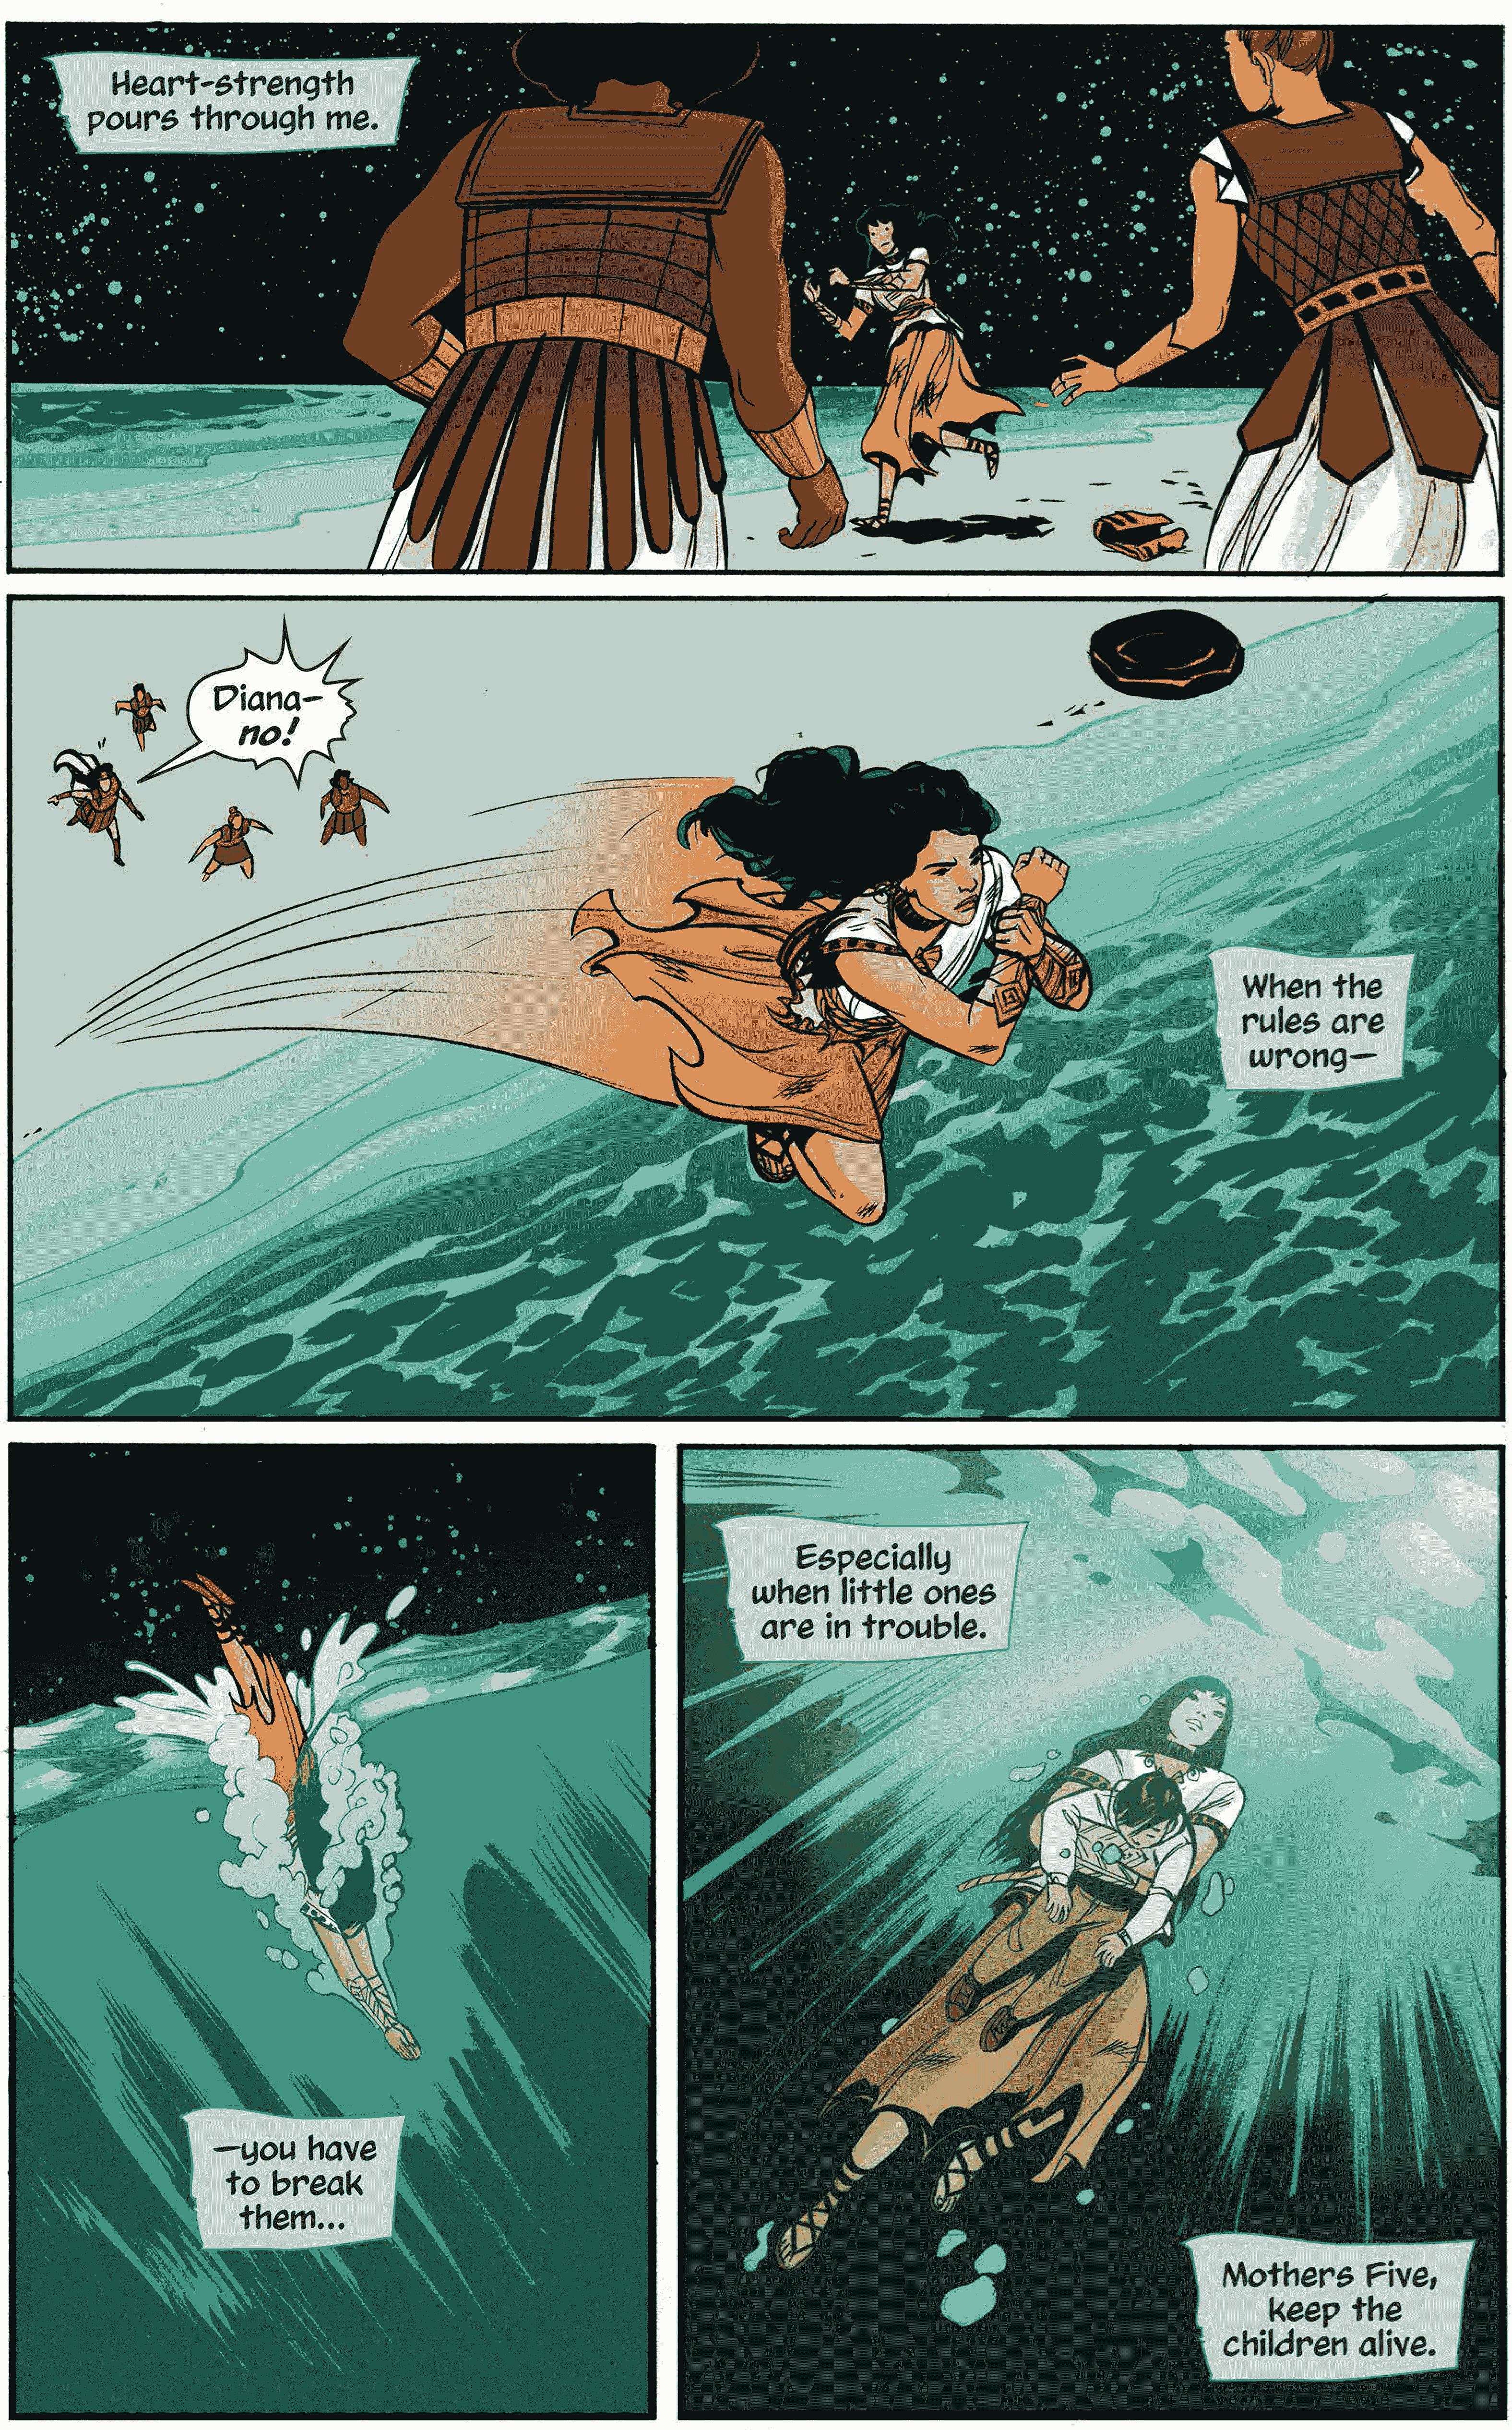 Heart-strength
pours through me.
Diana–
no!
When the
rules are
wrong—
—you have
to break
them...
Especially
when little ones
are in trouble.
Mothers Five,
keep the
children alive.